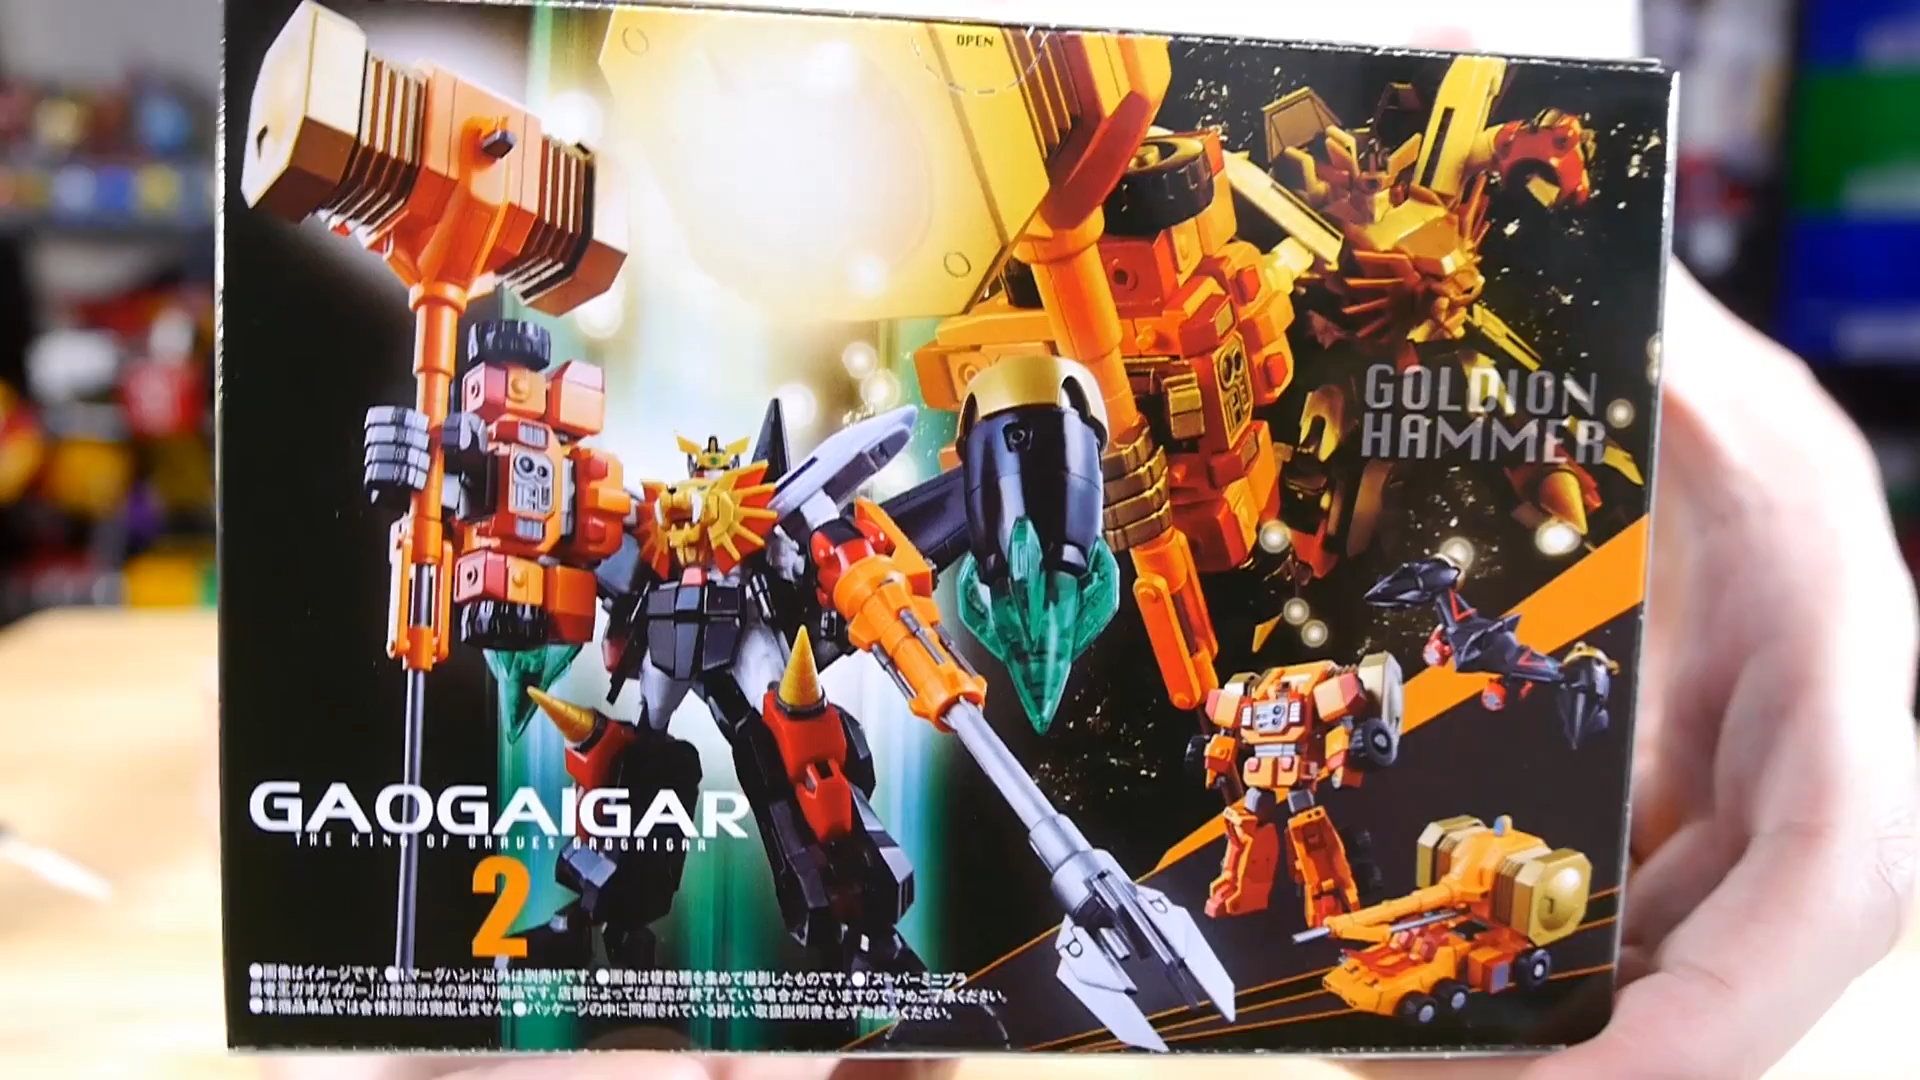 OPEN
GOLDION
HAMMER
GAOGAIGAR
THE KING OF BRAVES GAOGAIGAR
2
●画像はイメージです。●1.マーグハンド以外は別売りです。●画像は複数種を集めて撮影したものです。●「スーパーミニプラ
勇者王ガオガイガー」は発売済みの別売り商品です。店舗によっては販売が終了している場合がございますので予めご了承ください。
●本商品単品では合体形態は完成しません。●パッケージの中に同梱されている詳しい取扱説明書を必ずお読みください。